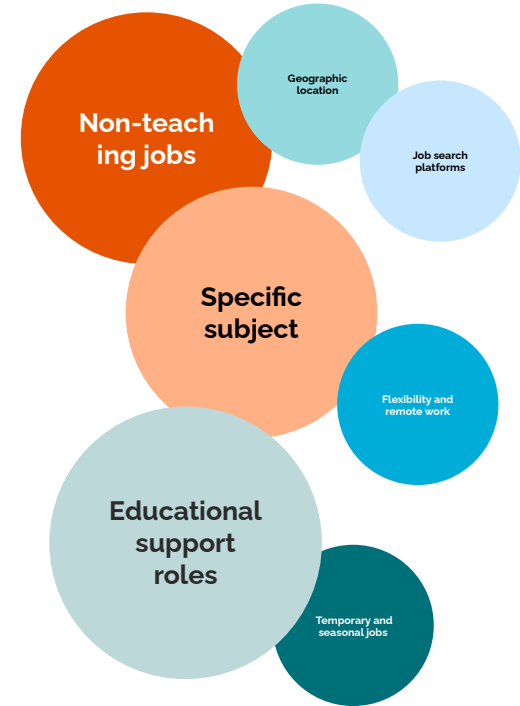 Geographic
location
Non-teach
ing jobs
Job search
platforms
Specific
subject
Flexibility and
remote work
Educational
support
roles
Temporary and
seasonal jobs